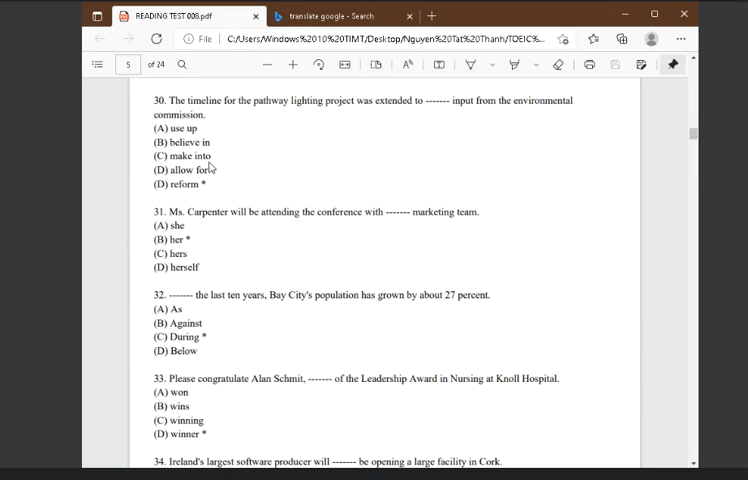 READING TEST 008.pdf
translate google - Search
File
C:/Users/Windows%2010%20TIMT/Desktop/Nguyen%20Tat%20Thanh/TOEIC%...
5 of 24
30. The timeline for the pathway lighting project was extended to ------- input from the environmental
commission.
(A) use up
(B) believe in
(C) make into
(D) allow for
(D) reform *
31. Ms. Carpenter will be attending the conference with ------- marketing team.
(A) she
(B) her *
(C) hers
(D) herself
32. ------- the last ten years, Bay City's population has grown by about 27 percent.
(A) As
(B) Against
(C) During *
(D) Below
33. Please congratulate Alan Schmit, ------- of the Leadership Award in Nursing at Knoll Hospital.
(A) won
(B) wins
(C) winning
(D) winner *
34. Ireland's largest software producer will ------- be opening a large facility in Cork.